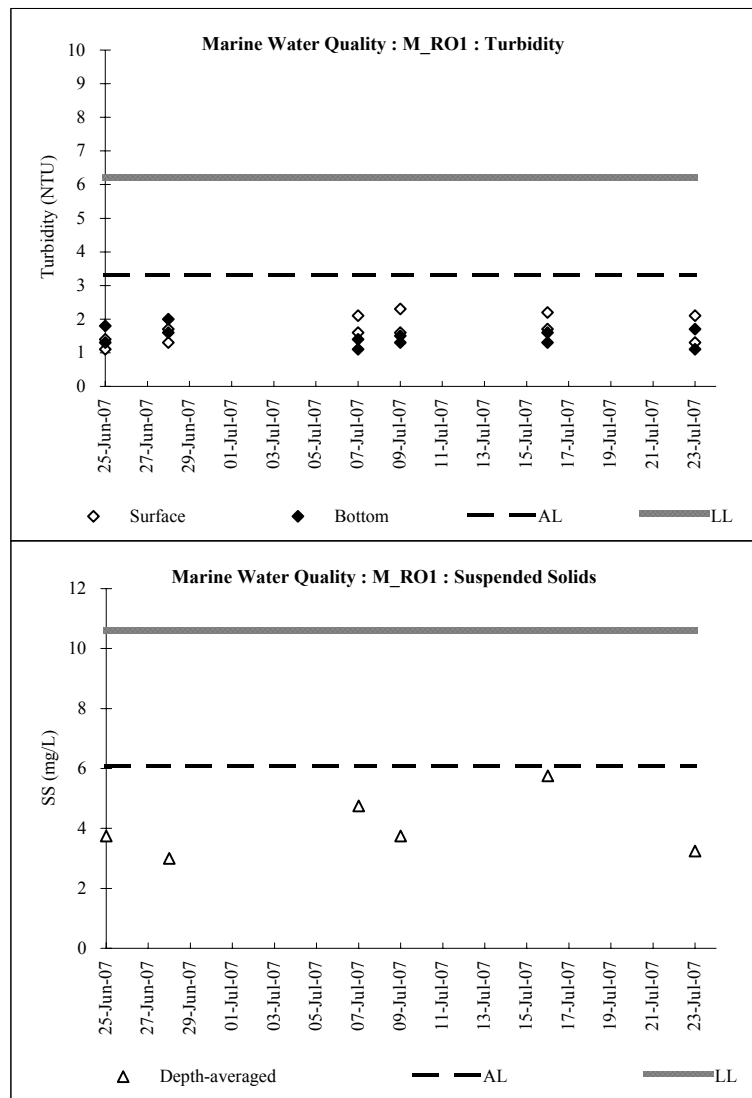 Marine Water Quality : M_RO1 : Turbidity
10
9
8
7
6
5
4
3
2
1
0
Turbidity (NTU)
25-Jun-07
27-Jun-07
29-Jun-07
01-Jul-07
03-Jul-07
05-Jul-07
07-Jul-07
09-Jul-07
11-Jul-07
13-Jul-07
15-Jul-07
17-Jul-07
19-Jul-07
21-Jul-07
23-Jul-07
Surface Bottom AL LL
Marine Water Quality : M_RO1 : Suspended Solids
12
10
8
6
4
2
0
SS (mg/L)
25-Jun-07
27-Jun-07
29-Jun-07
01-Jul-07
03-Jul-07
05-Jul-07
07-Jul-07
09-Jul-07
11-Jul-07
13-Jul-07
15-Jul-07
17-Jul-07
19-Jul-07
21-Jul-07
23-Jul-07
Depth-averaged AL LL